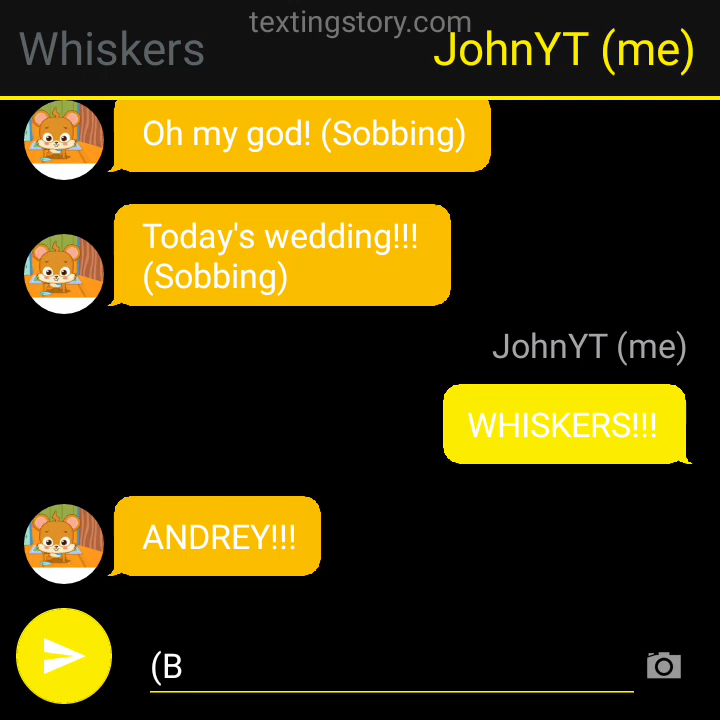 textingstory.com
Whiskers
JohnYT (me)
Oh my god! (Sobbing)
Today's wedding!!!
(Sobbing)
JohnYT (me)
WHISKERS!!!
ANDREY!!!
(B